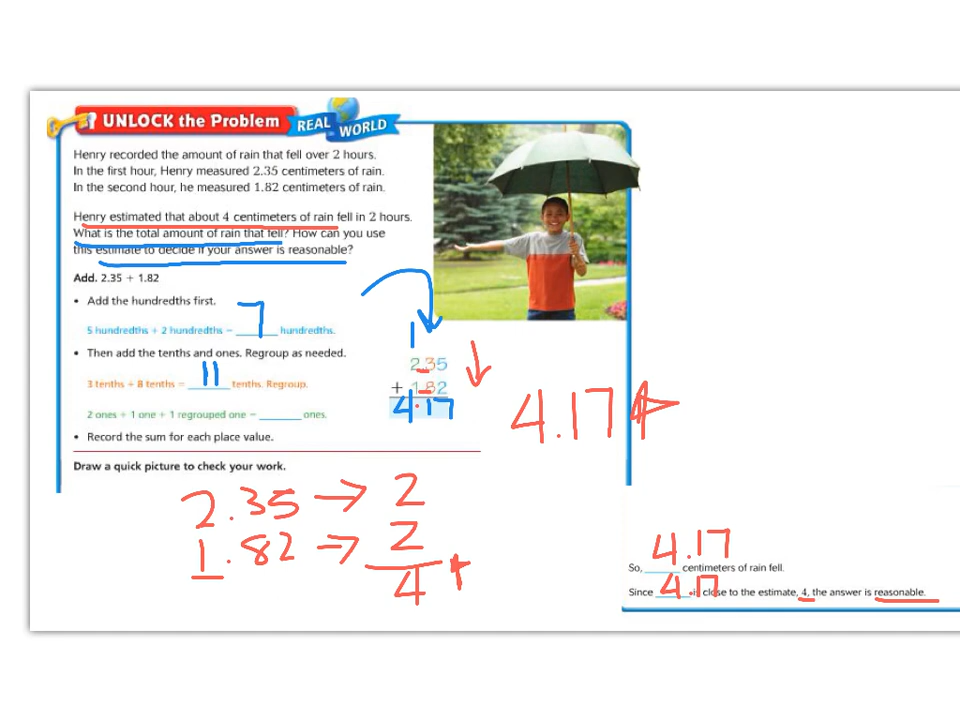 UNLOCK the Problem REAL WORLD
Henry recorded the amount of rain that fell over 2 hours.
In the first hour, Henry measured 2.35 centimeters of rain.
In the second hour, he measured 1.82 centimeters of rain.
Henry estimated that about 4 centimeters of rain fell in 2 hours.
What is the total amount of rain that fell? How can you use
this estimate to decide if your answer is reasonable?
Add. 2.35 + 1.82
• Add the hundredths first.
5 hundredths + 2 hundredths = 7 hundredths.
• Then add the tenths and ones. Regroup as needed.
3 tenths + 8 tenths = 11 tenths. Regroup.
2 ones + 1 one + 1 regrouped one = ____ ones.
• Record the sum for each place value.
1
2.35
+ 1.82
4.17
4.17
Draw a quick picture to check your work.
2.35 → 2
1.82 → 2
4
So, 4.17 centimeters of rain fell.
Since 4.17 is close to the estimate, 4, the answer is reasonable.